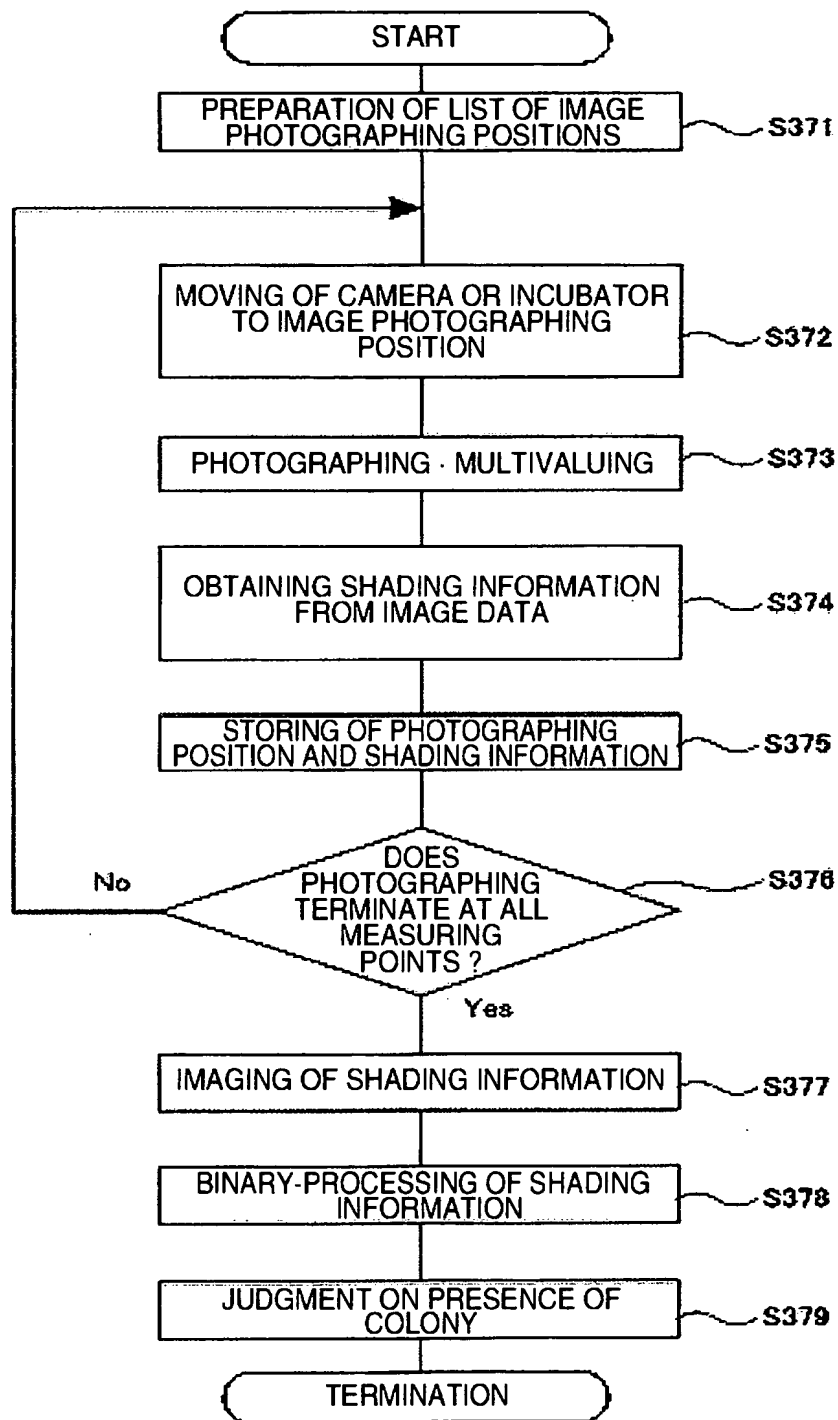 START
PREPARATION OF LIST OF IMAGE
PHOTOGRAPHING POSITIONS
S371
MOVING OF CAMERA OR INCUBATOR
TO IMAGE PHOTOGRAPHING
POSITION
S372
PHOTOGRAPHING · MULTIVALUING
S373
OBTAINING SHADING INFORMATION
FROM IMAGE DATA
S374
STORING OF PHOTOGRAPHING
POSITION AND SHADING INFORMATION
S375
No
DOES
PHOTOGRAPHING
TERMINATE AT ALL
MEASURING
POINTS ?
S376
Yes
IMAGING OF SHADING INFORMATION
S377
BINARY-PROCESSING OF SHADING
INFORMATION
S378
JUDGMENT ON PRESENCE OF
COLONY
S379
TERMINATION